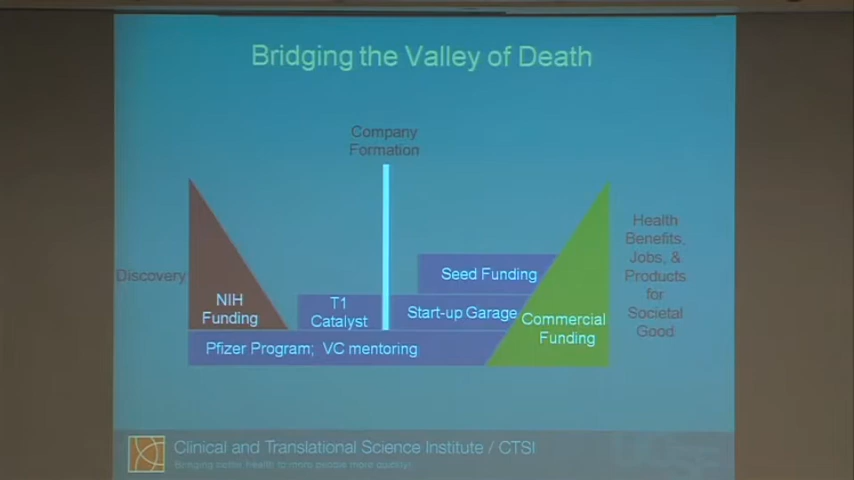 Bridging the Valley of Death
Company
Formation
Discovery
NIH
Funding
T1
Catalyst
Seed Funding
Start-up Garage
Commercial
Funding
Pfizer Program; VC mentoring
Health
Benefits,
Jobs, &
Products
for
Societal
Good
Clinical and Translational Science Institute / CTSI
Bringing better health to more people more quickly